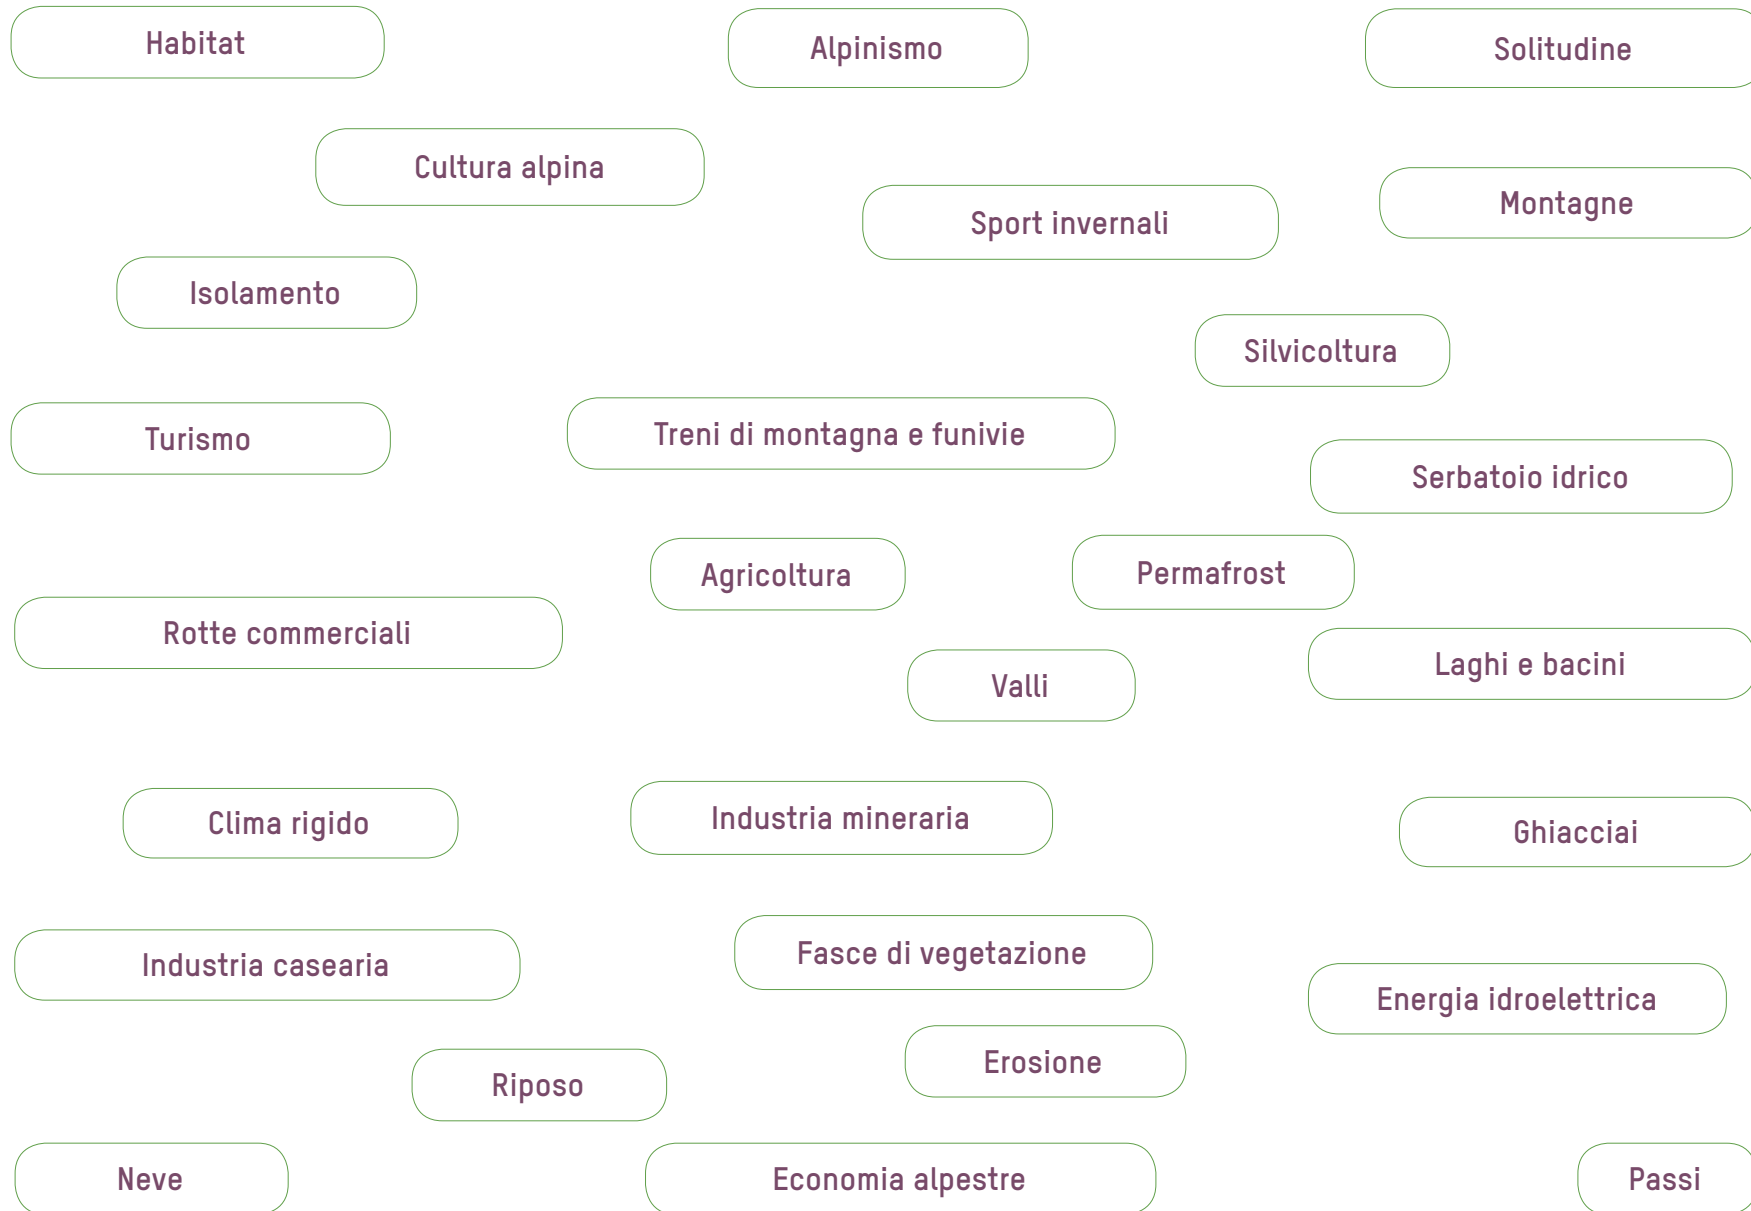 Habitat
Alpinismo
Solitudine
Cultura alpina
Montagne
Sport invernali
Isolamento
Silvicoltura
Turismo
Treni di montagna e funivie
Serbatoio idrico
Agricoltura
Permafrost
Rotte commerciali
Laghi e bacini
Valli
Clima rigido
Industria mineraria
Ghiacciai
Industria casearia
Fasce di vegetazione
Energia idroelettrica
Erosione
Riposo
Neve
Economia alpestre
Passi